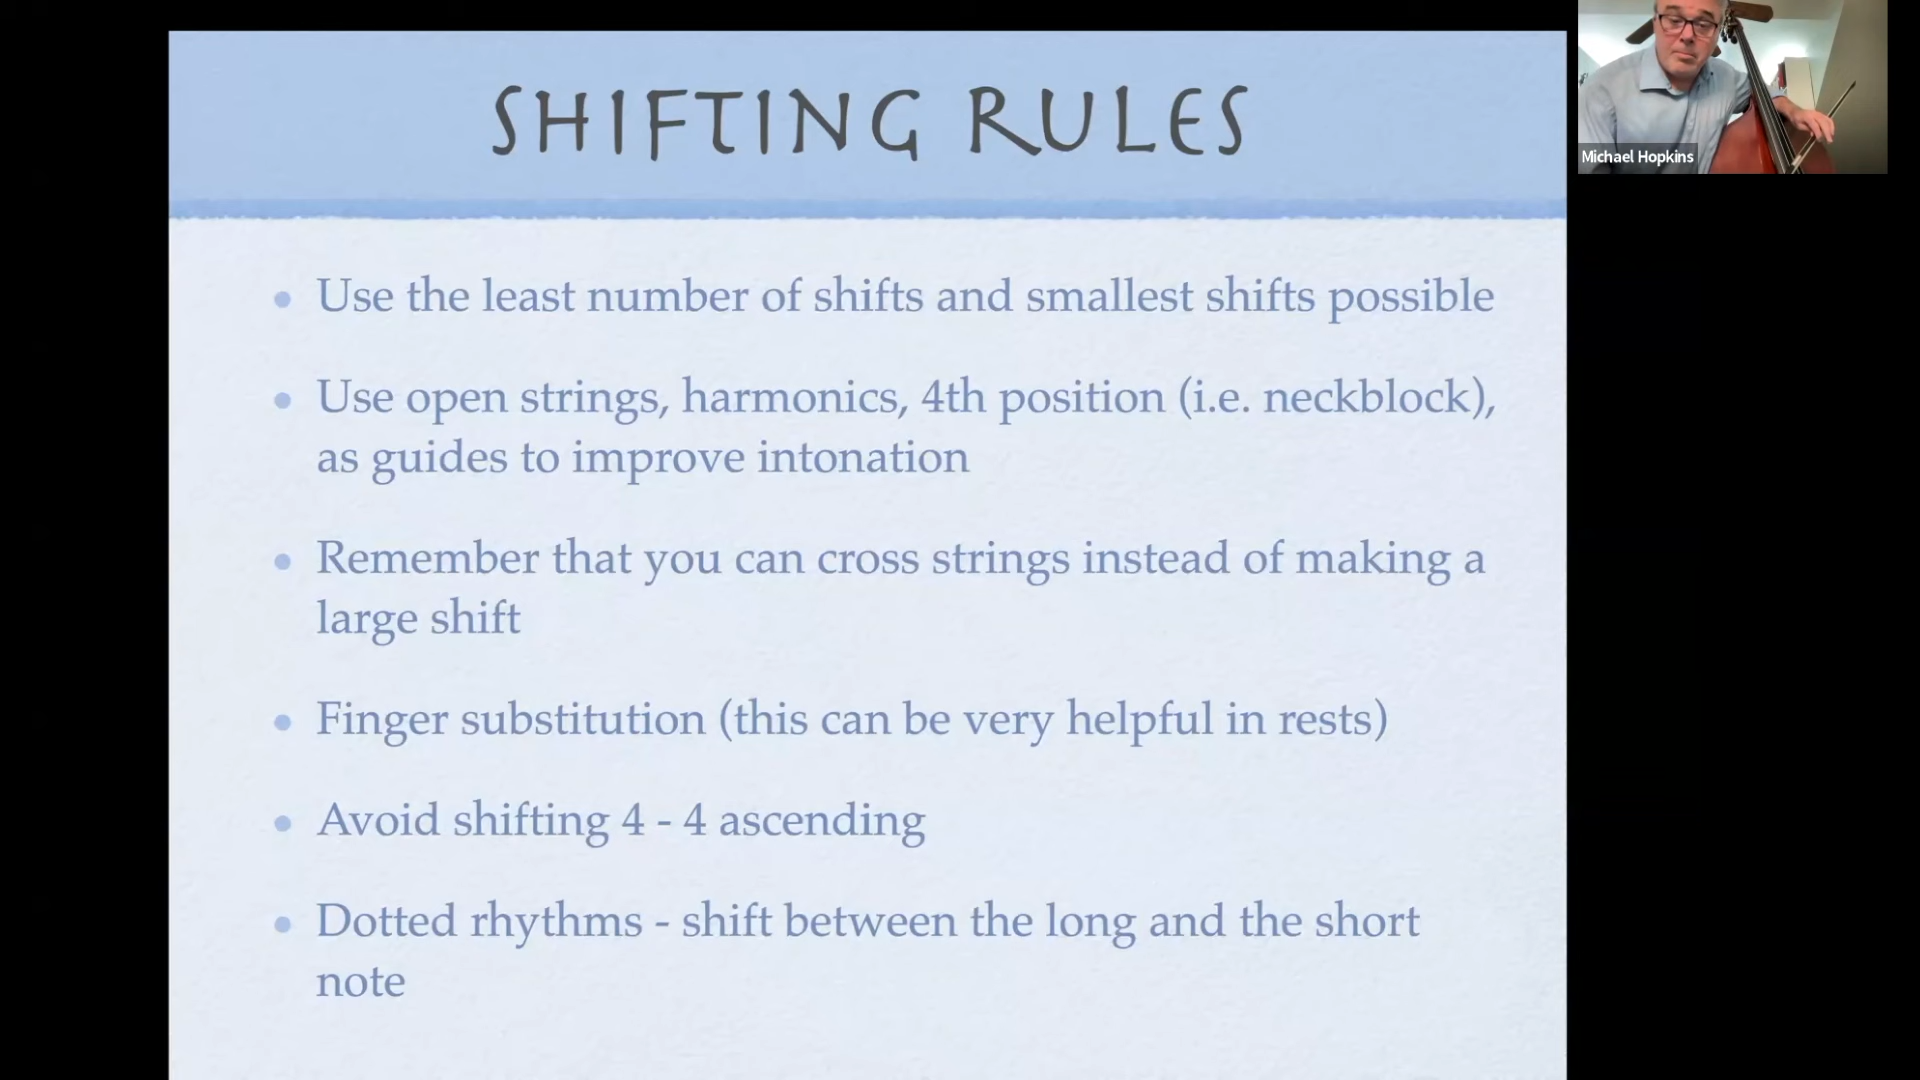 SHIFTING RULES
Michael Hopkins
• Use the least number of shifts and smallest shifts possible
• Use open strings, harmonics, 4th position (i.e. neckblock),
as guides to improve intonation
• Remember that you can cross strings instead of making a
large shift
• Finger substitution (this can be very helpful in rests)
• Avoid shifting 4 - 4 ascending
• Dotted rhythms - shift between the long and the short
note